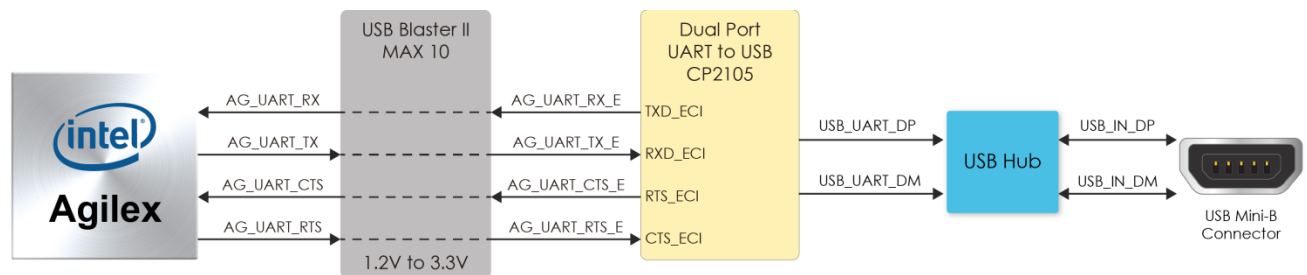 USB Blaster II
MAX 10
Dual Port
UART to USB
CP2105
AG_UART_RX
AG_UART_RX_E
TXD_ECI
AG_UART_TX
AG_UART_TX_E
RXD_ECI
AG_UART_CTS
AG_UART_CTS_E
RTS_ECI
AG_UART_RTS
AG_UART_RTS_E
CTS_ECI
1.2V to 3.3V
intel
Agilex
USB_UART_DP
USB_UART_DM
USB Hub
USB_IN_DP
USB_IN_DM
USB Mini-B
Connector